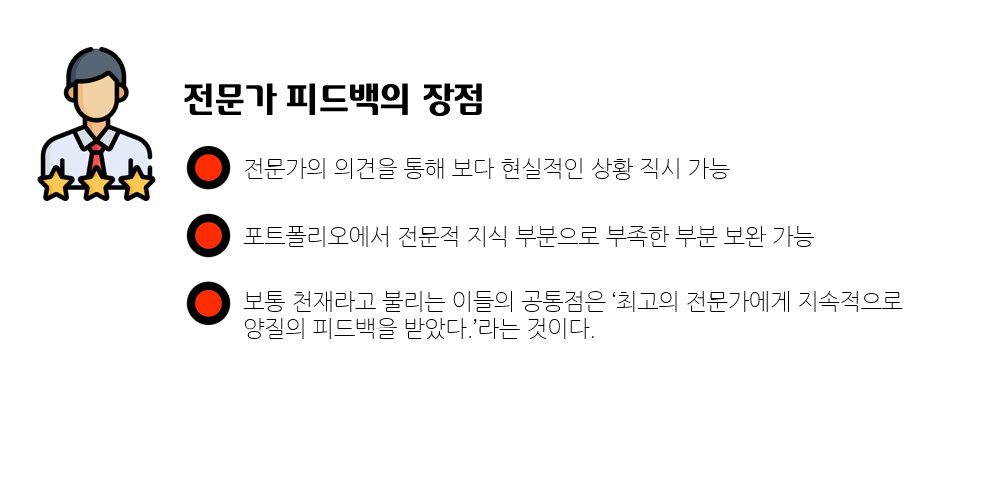 전문가 피드백의 장점
전문가의 의견을 통해 보다 현실적인 상황 직시 가능
포트폴리오에서 전문적 지식 부분으로 부족한 부분 보완 가능
보통 천재라고 불리는 이들의 공통점은 ‘최고의 전문가에게 지속적으로
양질의 피드백을 받았다.’라는 것이다.